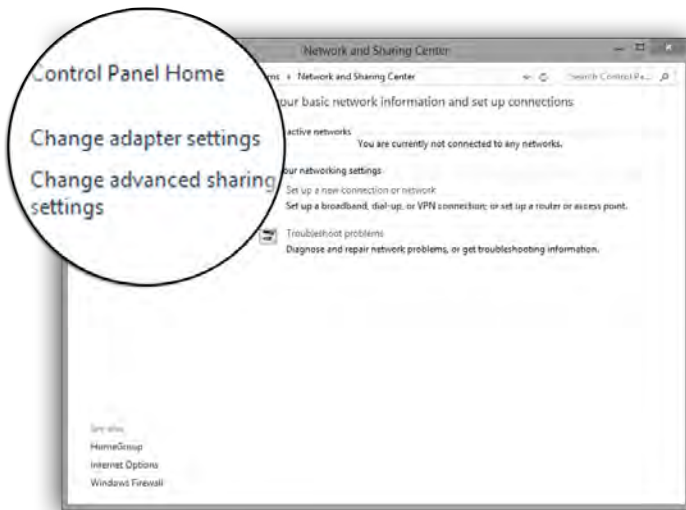 Network and Sharing Center
Control Panel Home
ms › Network and Sharing Center
Search Control Pa...
our basic network information and set up connections
Change adapter settings
active networks
You are currently not connected to any networks.
Change advanced sharing
settings
our networking settings
Set up a new connection or network
Set up a broadband, dial-up, or VPN connection; or set up a router or access point.
Troubleshoot problems
Diagnose and repair network problems, or get troubleshooting information.
See also
HomeGroup
Internet Options
Windows Firewall